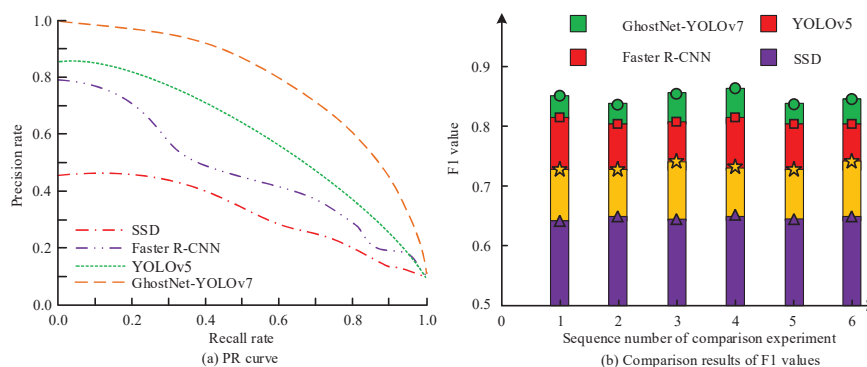 1.0
0.8
0.6
0.4
0.2
0.0
Precision rate
SSD
Faster R-CNN
YOLOv5
GhostNet-YOLOv7
0.0 0.2 0.4 0.6 0.8 1.0
Recall rate
(a) PR curve
GhostNet-YOLOv7 YOLOv5
Faster R-CNN SSD
0.9
0.8
0.7
0.6
0.5
F1 value
0 1 2 3 4 5 6
Sequence number of comparison experiment
(b) Comparison results of F1 values